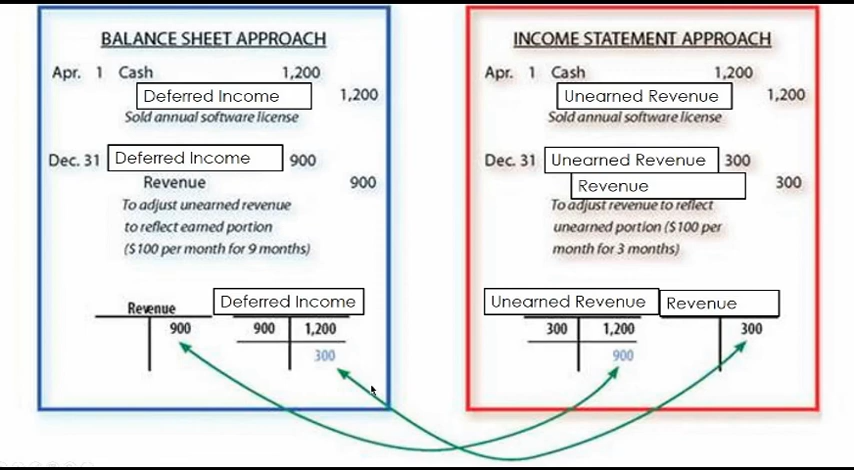 BALANCE SHEET APPROACH
Apr. 1 Cash 1,200
Deferred Income 1,200
Sold annual software license
Dec. 31 Deferred Income 900
Revenue 900
To adjust unearned revenue
to reflect earned portion
($100 per month for 9 months)
Revenue Deferred Income
900 900 1,200
300
INCOME STATEMENT APPROACH
Apr. 1 Cash 1,200
Unearned Revenue 1,200
Sold annual software license
Dec. 31 Unearned Revenue 300
Revenue 300
To adjust revenue to reflect
unearned portion ($100 per
month for 3 months)
Unearned Revenue Revenue
300 1,200 300
900